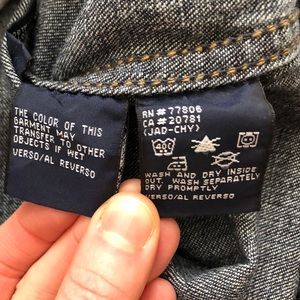 THE COLOR OF THIS
GARMENT MAY
TRANSFER TO OTHER
OBJECTS IF WET
VERSO/AL REVERSO
RN# 77806
CA# 20781
(JAD-CHY)
40C
WASH AND DRY INSIDE
OUT. WASH SEPARATELY
DRY PROMPTLY
VERSO/AL REVERSO